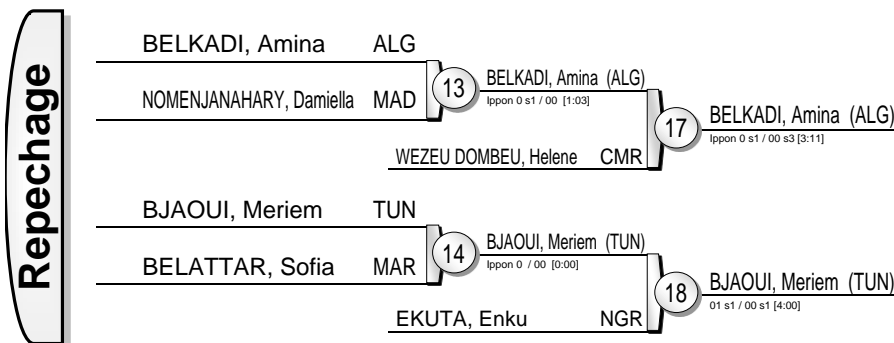 Repechage
BELKADI, Amina ALG
NOMENJANAHARY, Damiella MAD
13
BELKADI, Amina (ALG)
Ippon 0 s1 / 00 [1:03]
WEZEU DOMBEU, Helene CMR
17
BELKADI, Amina (ALG)
Ippon 0 s1 / 00 s3 [3:11]
BJAOUI, Meriem TUN
BELATTAR, Sofia MAR
14
BJAOUI, Meriem (TUN)
Ippon 0 / 00 [0:00]
EKUTA, Enku NGR
18
BJAOUI, Meriem (TUN)
01 s1 / 00 s1 [4:00]